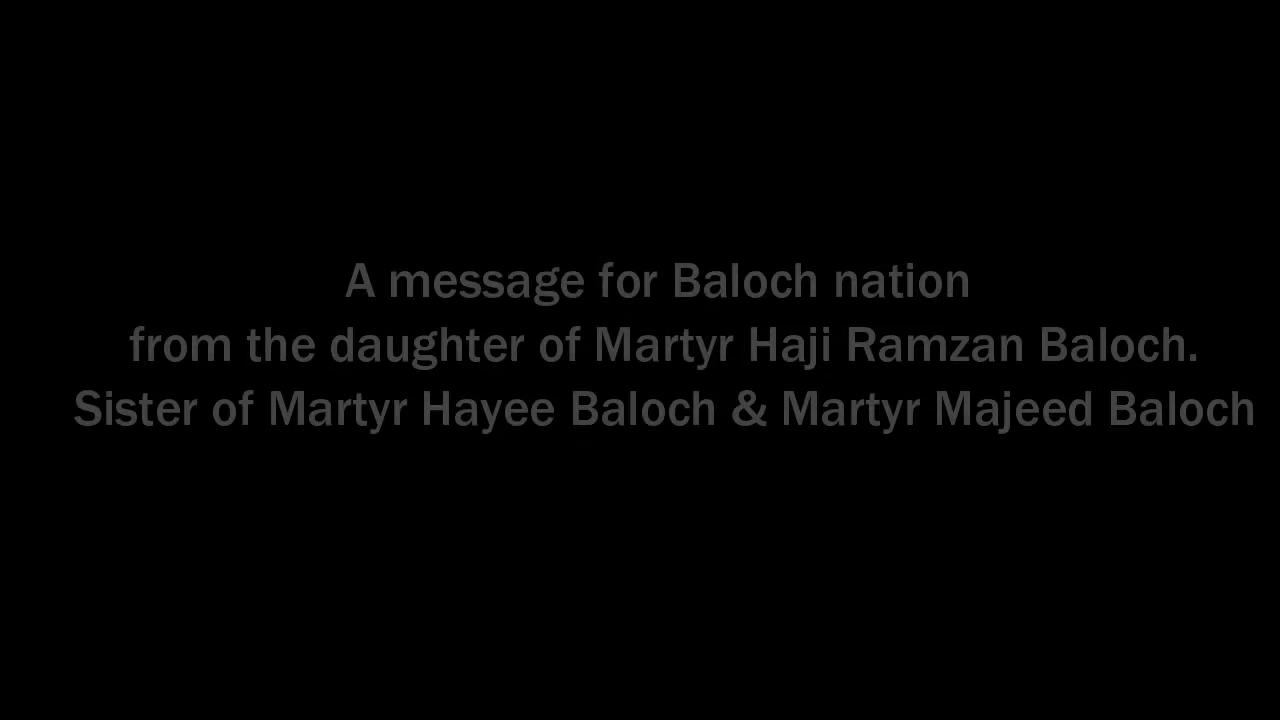 A message for Baloch nation
from the daughter of Martyr Haji Ramzan Baloch.
Sister of Martyr Hayee Baloch & Martyr Majeed Baloch